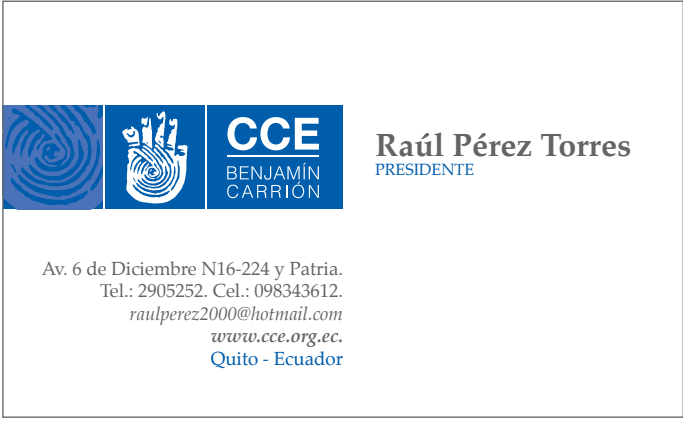 CCE
BENJAMÍN
CARRIÓN
Raúl Pérez Torres
PRESIDENTE
Av. 6 de Diciembre N16-224 y Patria.
Tel.: 2905252. Cel.: 098343612.
raulperez2000@hotmail.com
www.cce.org.ec.
Quito - Ecuador